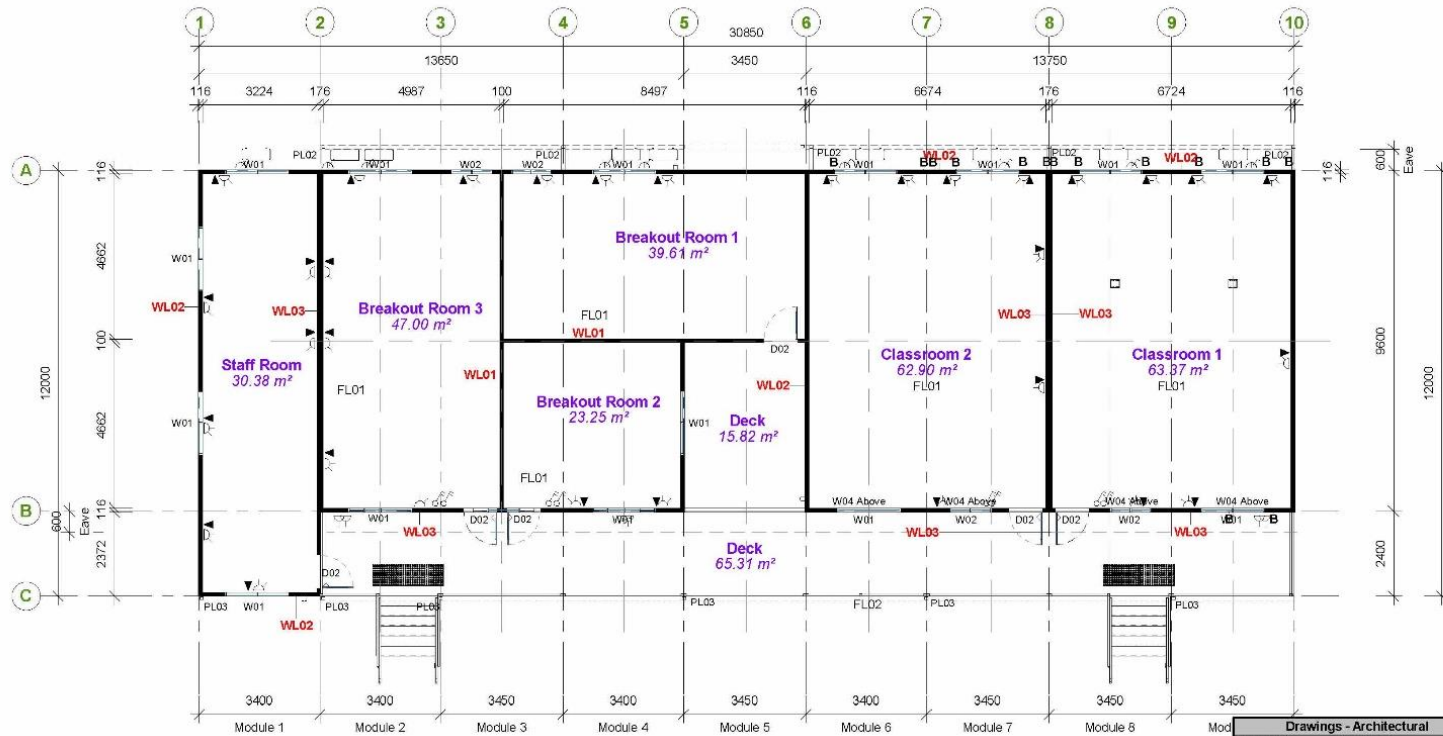 1 2 3 4 5 6 7 8 9 10
30850
13650 3450 13750
116 3224 176 4987 100 8497 116 6674 176 6724 116
PL02 PL02 PL02 WL02 PL02 WL02 PL02
W01 W01 W02 W02 W01 B W01 BB B W01 B BB B W01 B B W01 B B
600
Eave
A
116
116
Breakout Room 1
39.61 m²
4662
W01
WL02
WL03
Breakout Room 3
47.00 m²
FL01
WL01
WL03
WL03
100
D02
Staff Room
30.38 m²
Classroom 2
62.90 m²
FL01
Classroom 1
63.37 m²
FL01
12000
9600
12000
FL01
WL01
WL02
Breakout Room 2
23.25 m²
Deck
15.82 m²
4662
W01
W01
FL01
W04 Above W04 Above W04 Above W04 Above
B
116
600
Eave
W01 D02 D02 W01 W01 W02 D02 D02 W02 W01
B B
WL03 WL03 WL03
Deck
65.31 m²
2372
2400
D02
C
PL03 W01 PL03 PL03 PL03 FL02 PL03 PL03
WL02
3400 3400 3450 3400 3450 3400 3450 3450 3450
Module 1 Module 2 Module 3 Module 4 Module 5 Module 6 Module 7 Module 8 Mod
Drawings - Architectural